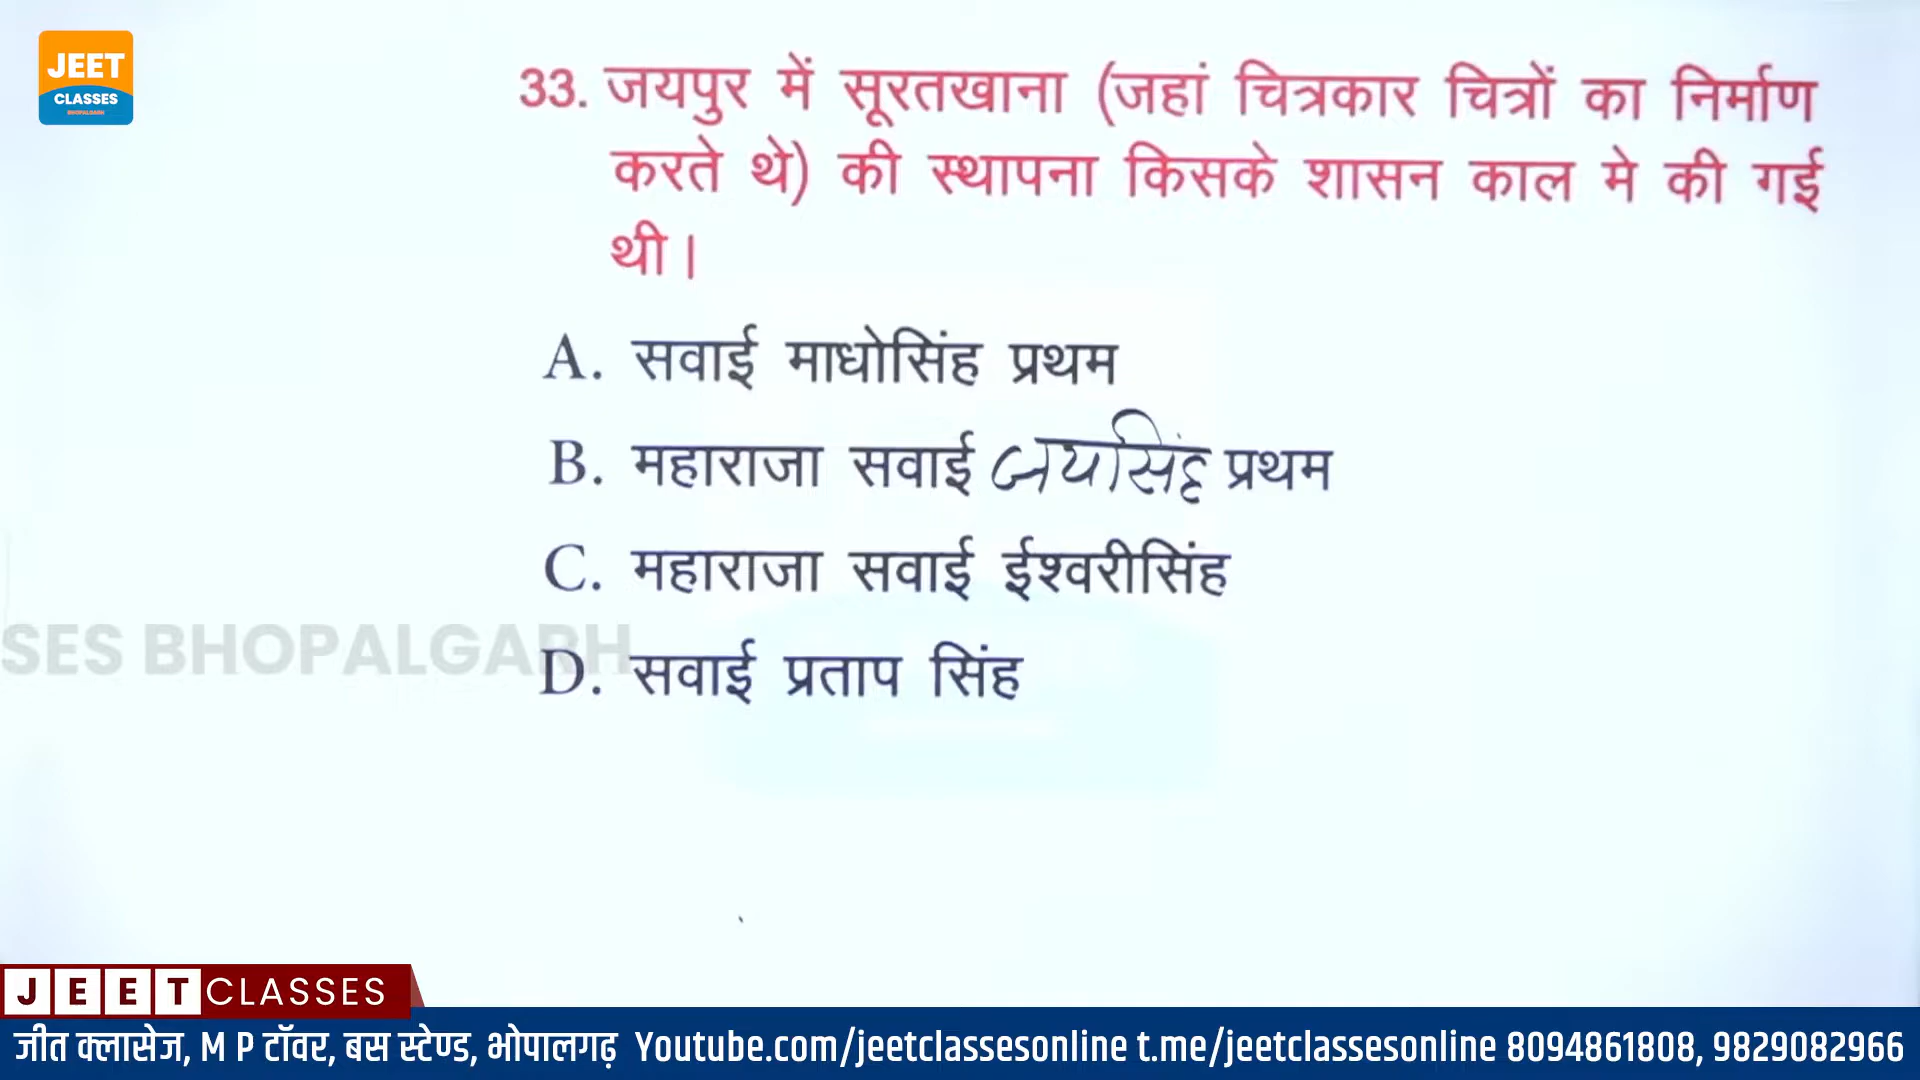 JEET
CLASSES
BHOPALGARH
33. जयपुर में सूरतखाना (जहां चित्रकार चित्रों का निर्माण
करते थे) की स्थापना किसके शासन काल मे की गई
थी।
A. सवाई माधोसिंह प्रथम
B. महाराजा सवाई जयसिंह प्रथम
C. महाराजा सवाई ईश्वरीसिंह
SES BHOPALGARH
D. सवाई प्रताप सिंह
JEET CLASSES
जीत क्लासेज, M P टॉवर, बस स्टेण्ड, भोपालगढ़ Youtube.com/jeetclassesonline t.me/jeetclassesonline 8094861808, 9829082966